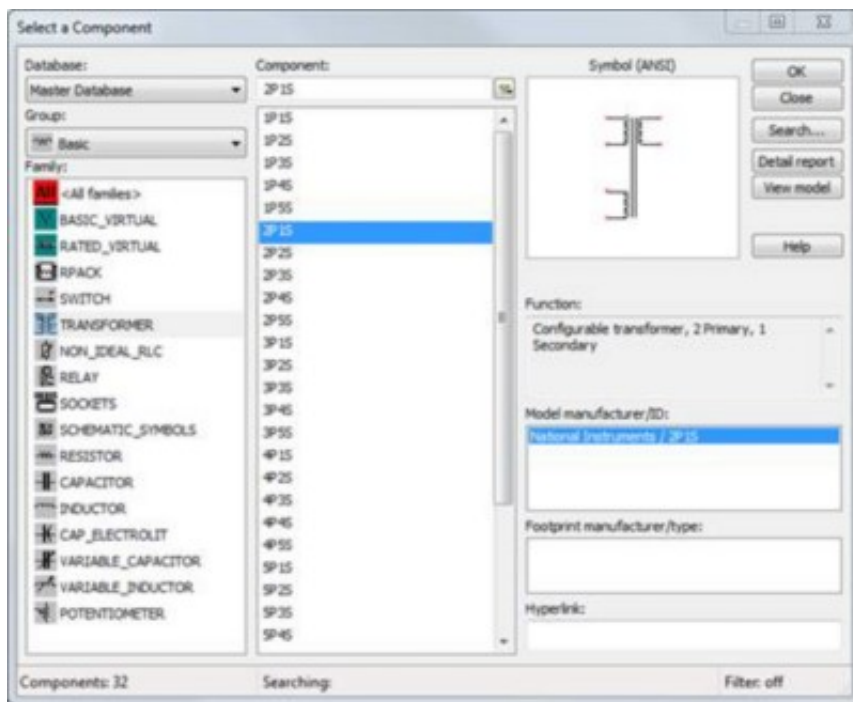 Select a Component
Database:
Master Database
Group:
Basic
Family:
All <All families>
BASIC_VIRTUAL
RATED_VIRTUAL
RPACK
SWITCH
TRANSFORMER
NON_IDEAL_RLC
RELAY
SOCKETS
SCHEMATIC_SYMBOLS
RESISTOR
CAPACITOR
INDUCTOR
CAP_ELECTROLIT
VARIABLE_CAPACITOR
VARIABLE_INDUCTOR
POTENTIOMETER
Component:
2P1S
1P1S
1P2S
1P3S
1P4S
1P5S
2P1S
2P2S
2P3S
2P4S
2P5S
3P1S
3P2S
3P3S
3P4S
3P5S
4P1S
4P2S
4P3S
4P4S
4P5S
5P1S
5P2S
5P3S
5P4S
Symbol (ANSI)
OK
Close
Search...
Detail report
View model
Help
Function:
Configurable transformer, 2 Primary, 1
Secondary
Model manufacturer/ID:
National Instruments / 2P1S
Footprint manufacturer/type:
Hyperlink:
Components: 32
Searching:
Filter: off